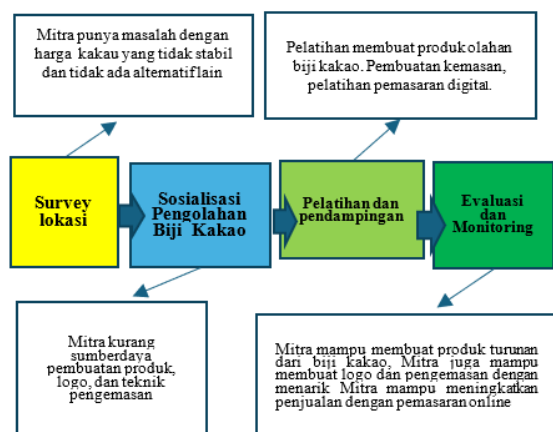 Mitra punya masalah dengan
harga kakau yang tidak stabil
dan tidak ada alternatif lain
Pelatihan membuat produk olahan
biji kakao. Pembuatan kemasan,
pelatihan pemasaran digital.
Survey
lokasi
Sosialisasi
Pengolahan
Biji Kakao
Pelatihan dan
pendampingan
Evaluasi
dan
Monitoring
Mitra kurang
sumberdaya
pembuatan produk,
logo, dan teknik
pengemasan
Mitra mampu membuat produk turunan
dari biji kakao, Mitra juga mampu
membuat logo dan pengemasan dengan
menarik Mitra mampu meningkatkan
penjualan dengan pemasaran online